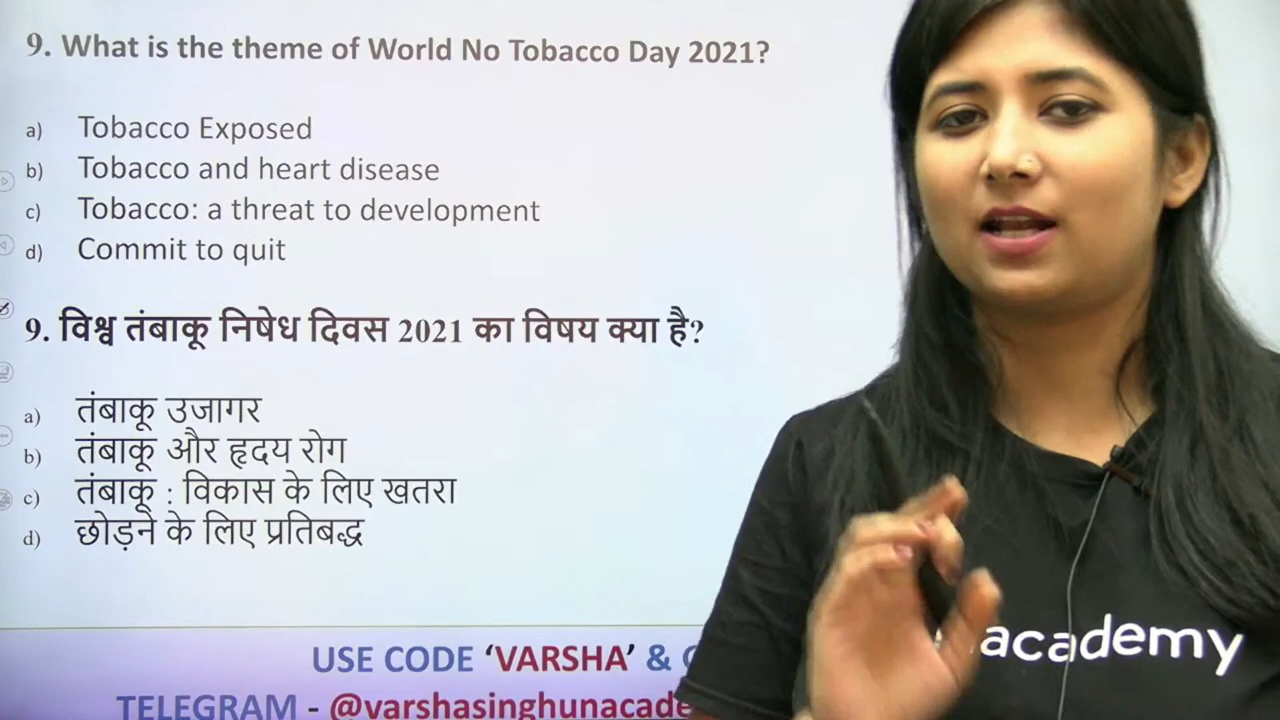 9. What is the theme of World No Tobacco Day 2021?
a) Tobacco Exposed
b) Tobacco and heart disease
c) Tobacco: a threat to development
d) Commit to quit
9. विश्व तंबाकू निषेध दिवस 2021 का विषय क्या है?
a) तंबाकू उजागर
b) तंबाकू और हृदय रोग
c) तंबाकू : विकास के लिए खतरा
d) छोड़ने के लिए प्रतिबद्ध
USE CODE ‘VARSHA’ &
TELEGRAM - @varshasinghunacade
academy